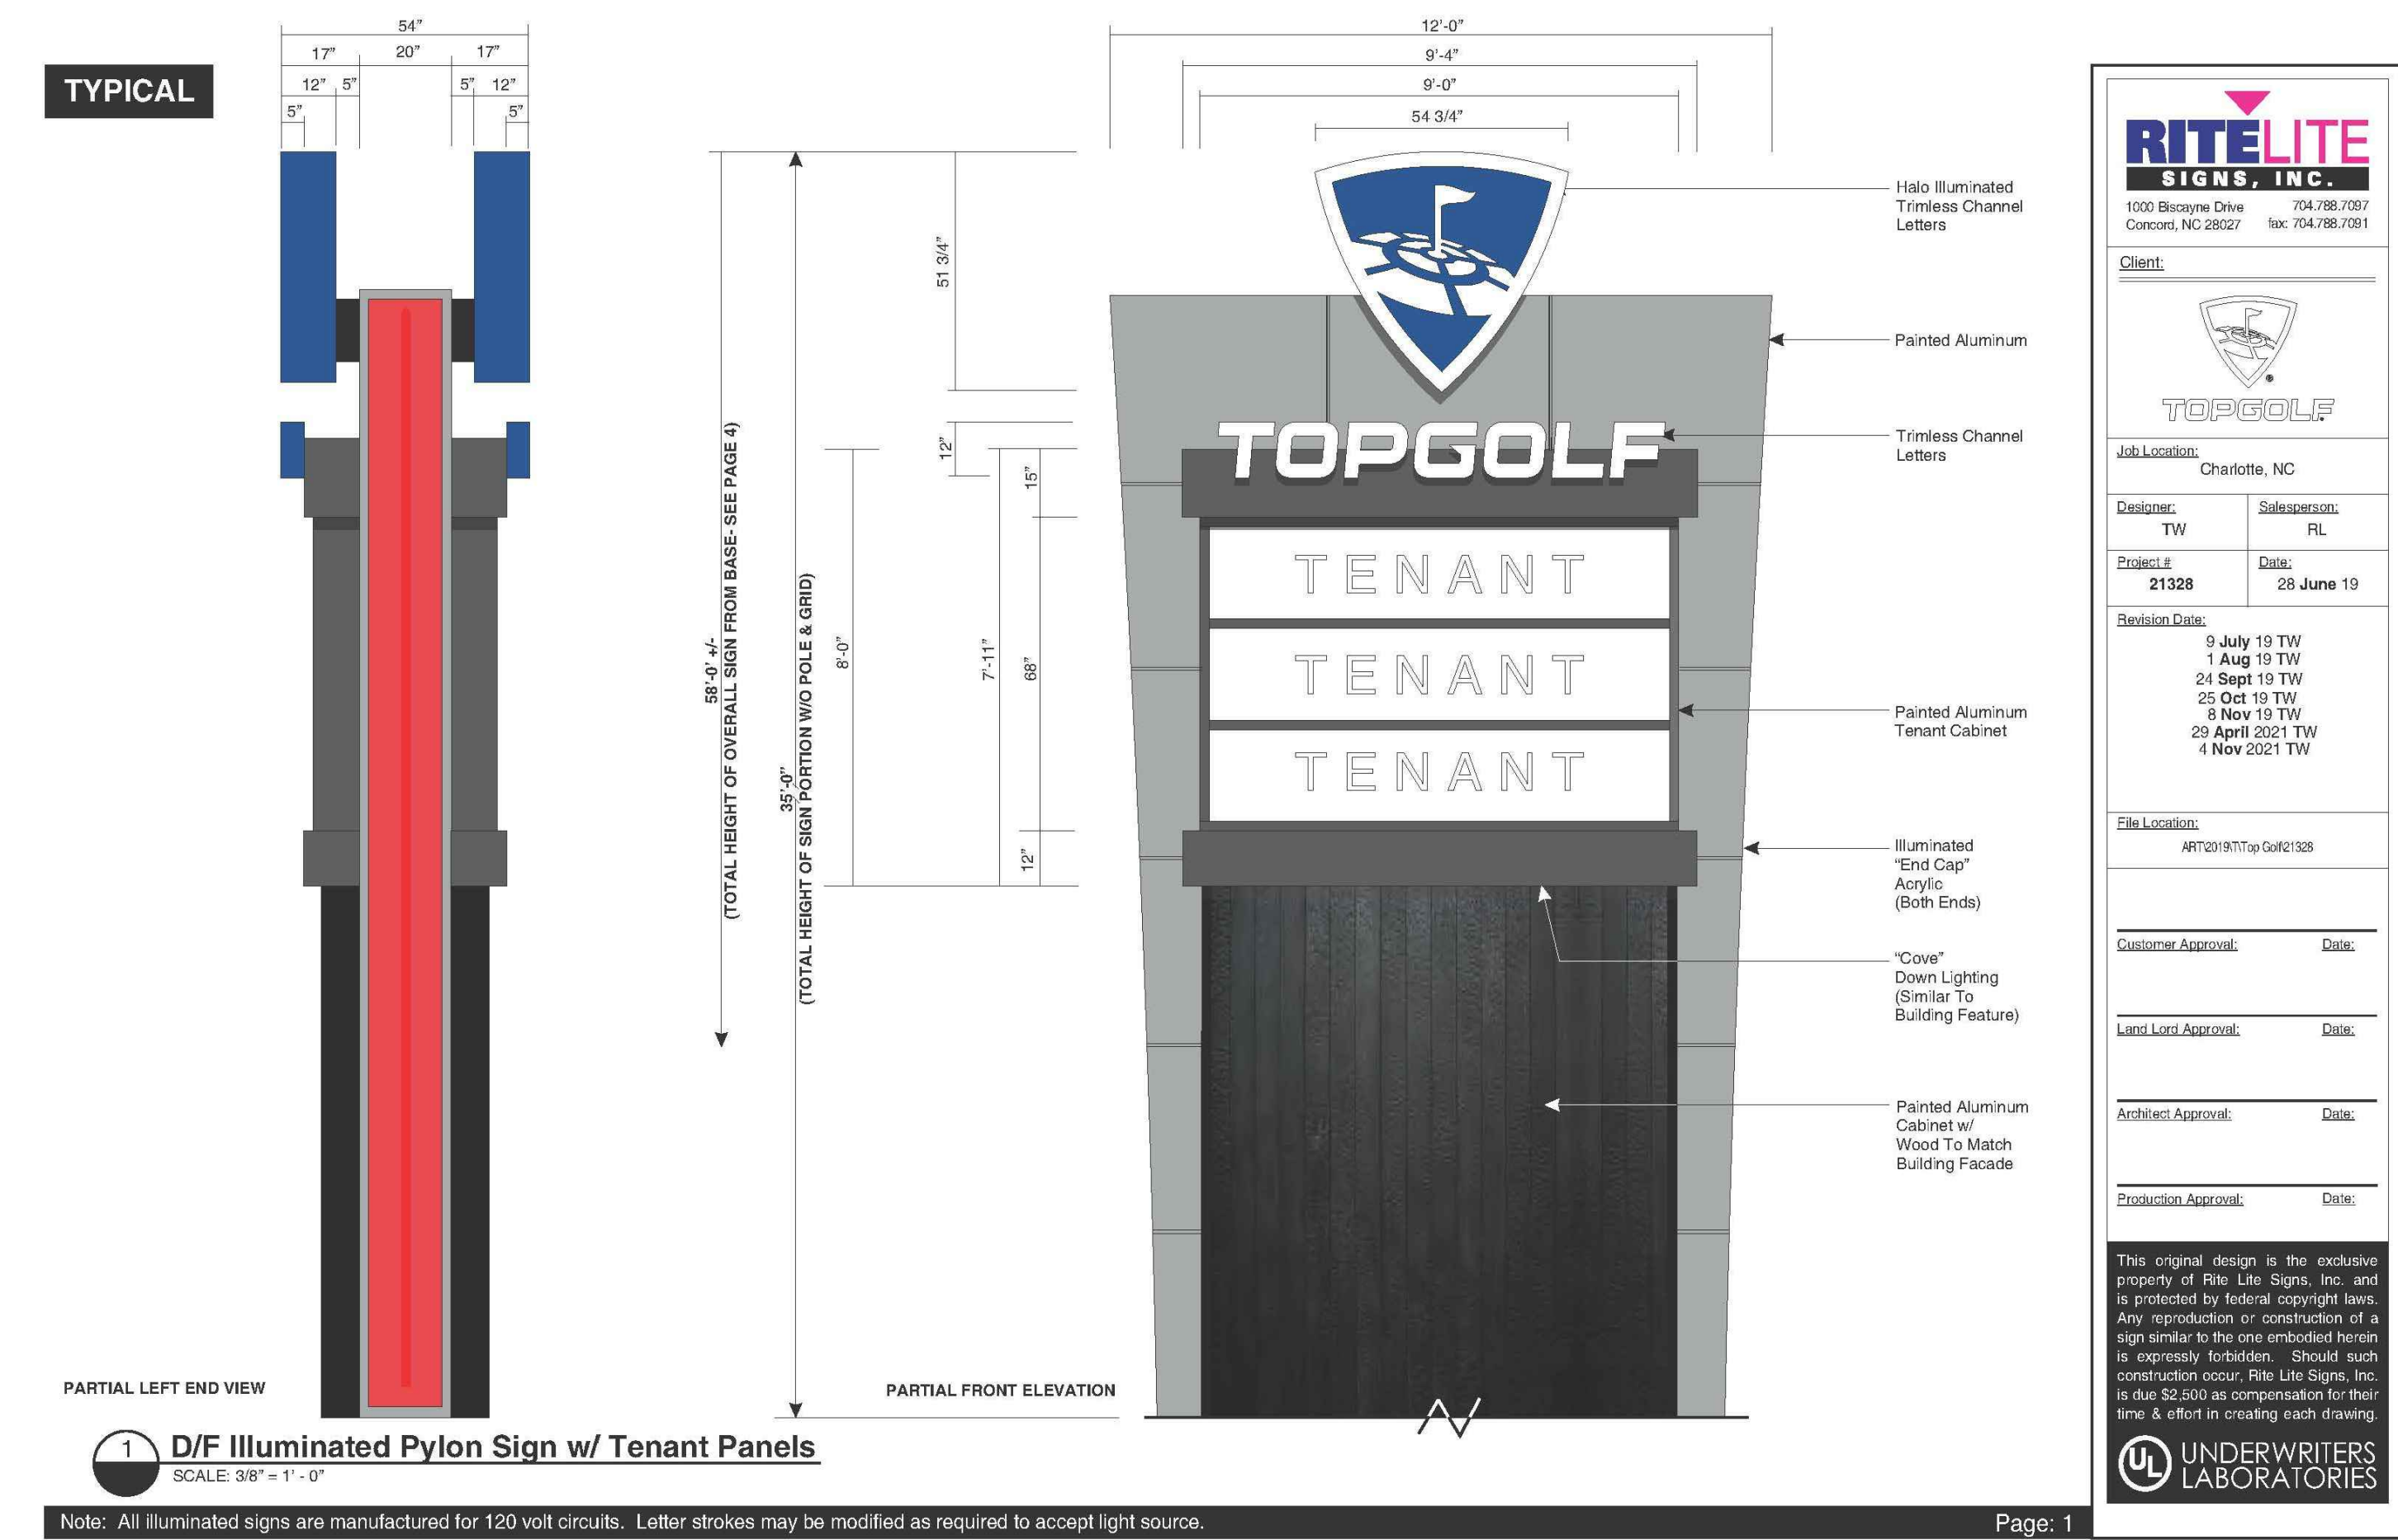 TYPICAL
54"
17" 20" 17"
12" 5" 5" 12"
5" 5"
12'-0"
9'-4"
9'-0"
54 3/4"
51 3/4"
12"
15"
68"
12"
7'-11"
8'-0"
58'-0' +/-
(TOTAL HEIGHT OF OVERALL SIGN FROM BASE- SEE PAGE 4)
35'-0"
(TOTAL HEIGHT OF SIGN PORTION W/O POLE & GRID)
TOPGOLF
TENANT
TENANT
TENANT
Halo Illuminated
Trimless Channel
Letters
Painted Aluminum
Trimless Channel
Letters
Painted Aluminum
Tenant Cabinet
Illuminated
"End Cap"
Acrylic
(Both Ends)
"Cove"
Down Lighting
(Similar To
Building Feature)
Painted Aluminum
Cabinet w/
Wood To Match
Building Facade
PARTIAL LEFT END VIEW
PARTIAL FRONT ELEVATION
1
D/F Illuminated Pylon Sign w/ Tenant Panels
SCALE: 3/8" = 1' - 0"
Note: All illuminated signs are manufactured for 120 volt circuits. Letter strokes may be modified as required to accept light source.
Page: 1
RITELITE
SIGNS, INC.
1000 Biscayne Drive 704.788.7097
Concord, NC 28027 fax: 704.788.7091
Client:
®
TOPGOLF
Job Location:
Charlotte, NC
Designer: Salesperson:
TW RL
Project # Date:
21328 28 June 19
Revision Date:
9 July 19 TW
1 Aug 19 TW
24 Sept 19 TW
25 Oct 19 TW
8 Nov 19 TW
29 April 2021 TW
4 Nov 2021 TW
File Location:
ART\2019\T\Top Golf\21328
Customer Approval: Date:
Land Lord Approval: Date:
Architect Approval: Date:
Production Approval: Date:
This original design is the exclusive
property of Rite Lite Signs, Inc. and
is protected by federal copyright laws.
Any reproduction or construction of a
sign similar to the one embodied herein
is expressly forbidden. Should such
construction occur, Rite Lite Signs, Inc.
is due $2,500 as compensation for their
time & effort in creating each drawing.
UL
UNDERWRITERS
LABORATORIES